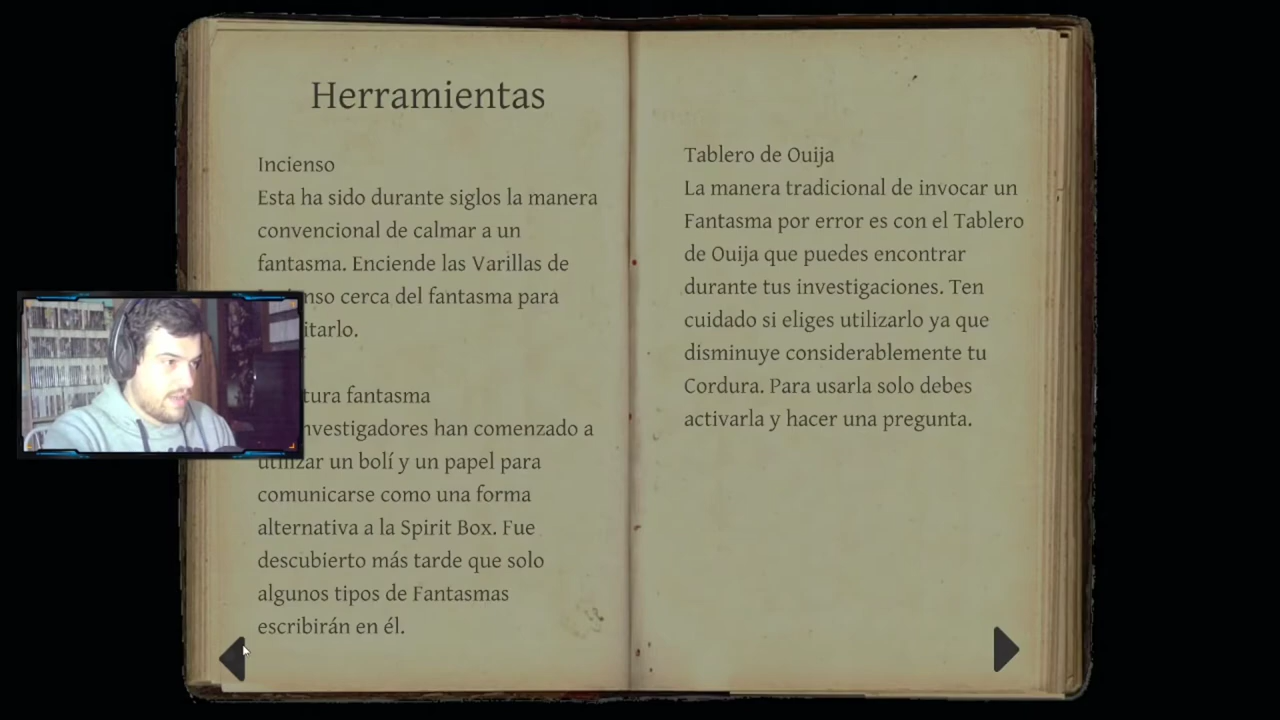 Herramientas
Incienso
Esta ha sido durante siglos la manera
convencional de calmar a un
fantasma. Enciende las Varillas de
cerca del fantasma para
tura fantasma
nvestigadores han comenzado a
utilizar un bolí y un papel para
comunicarse como una forma
alternativa a la Spirit Box. Fue
descubierto más tarde que solo
algunos tipos de Fantasmas
escribirán en él.
Tablero de Ouija
La manera tradicional de invocar un
Fantasma por error es con el Tablero
de Ouija que puedes encontrar
durante tus investigaciones. Ten
cuidado si eliges utilizarlo ya que
disminuye considerablemente tu
Cordura. Para usarla solo debes
activarla y hacer una pregunta.